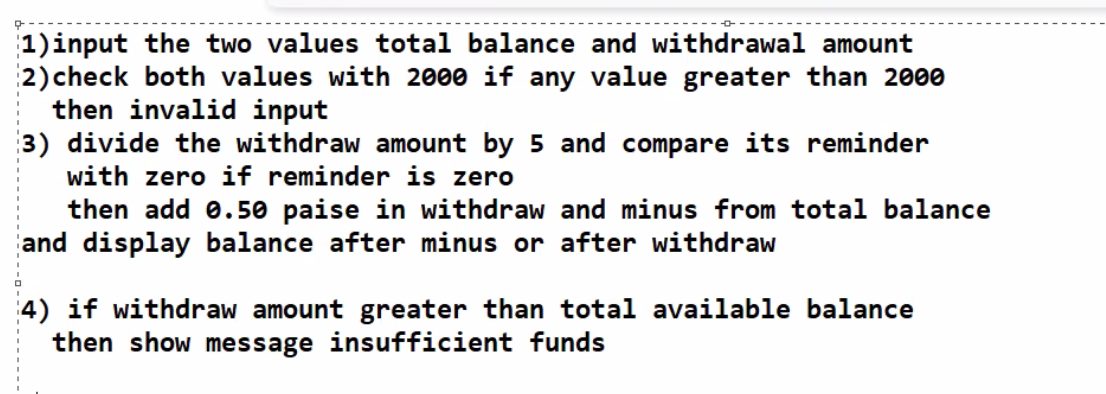 1)input the two values total balance and withdrawal amount
2)check both values with 2000 if any value greater than 2000
then invalid input
3) divide the withdraw amount by 5 and compare its reminder
with zero if reminder is zero
then add 0.50 paise in withdraw and minus from total balance
and display balance after minus or after withdraw
4) if withdraw amount greater than total available balance
then show message insufficient funds